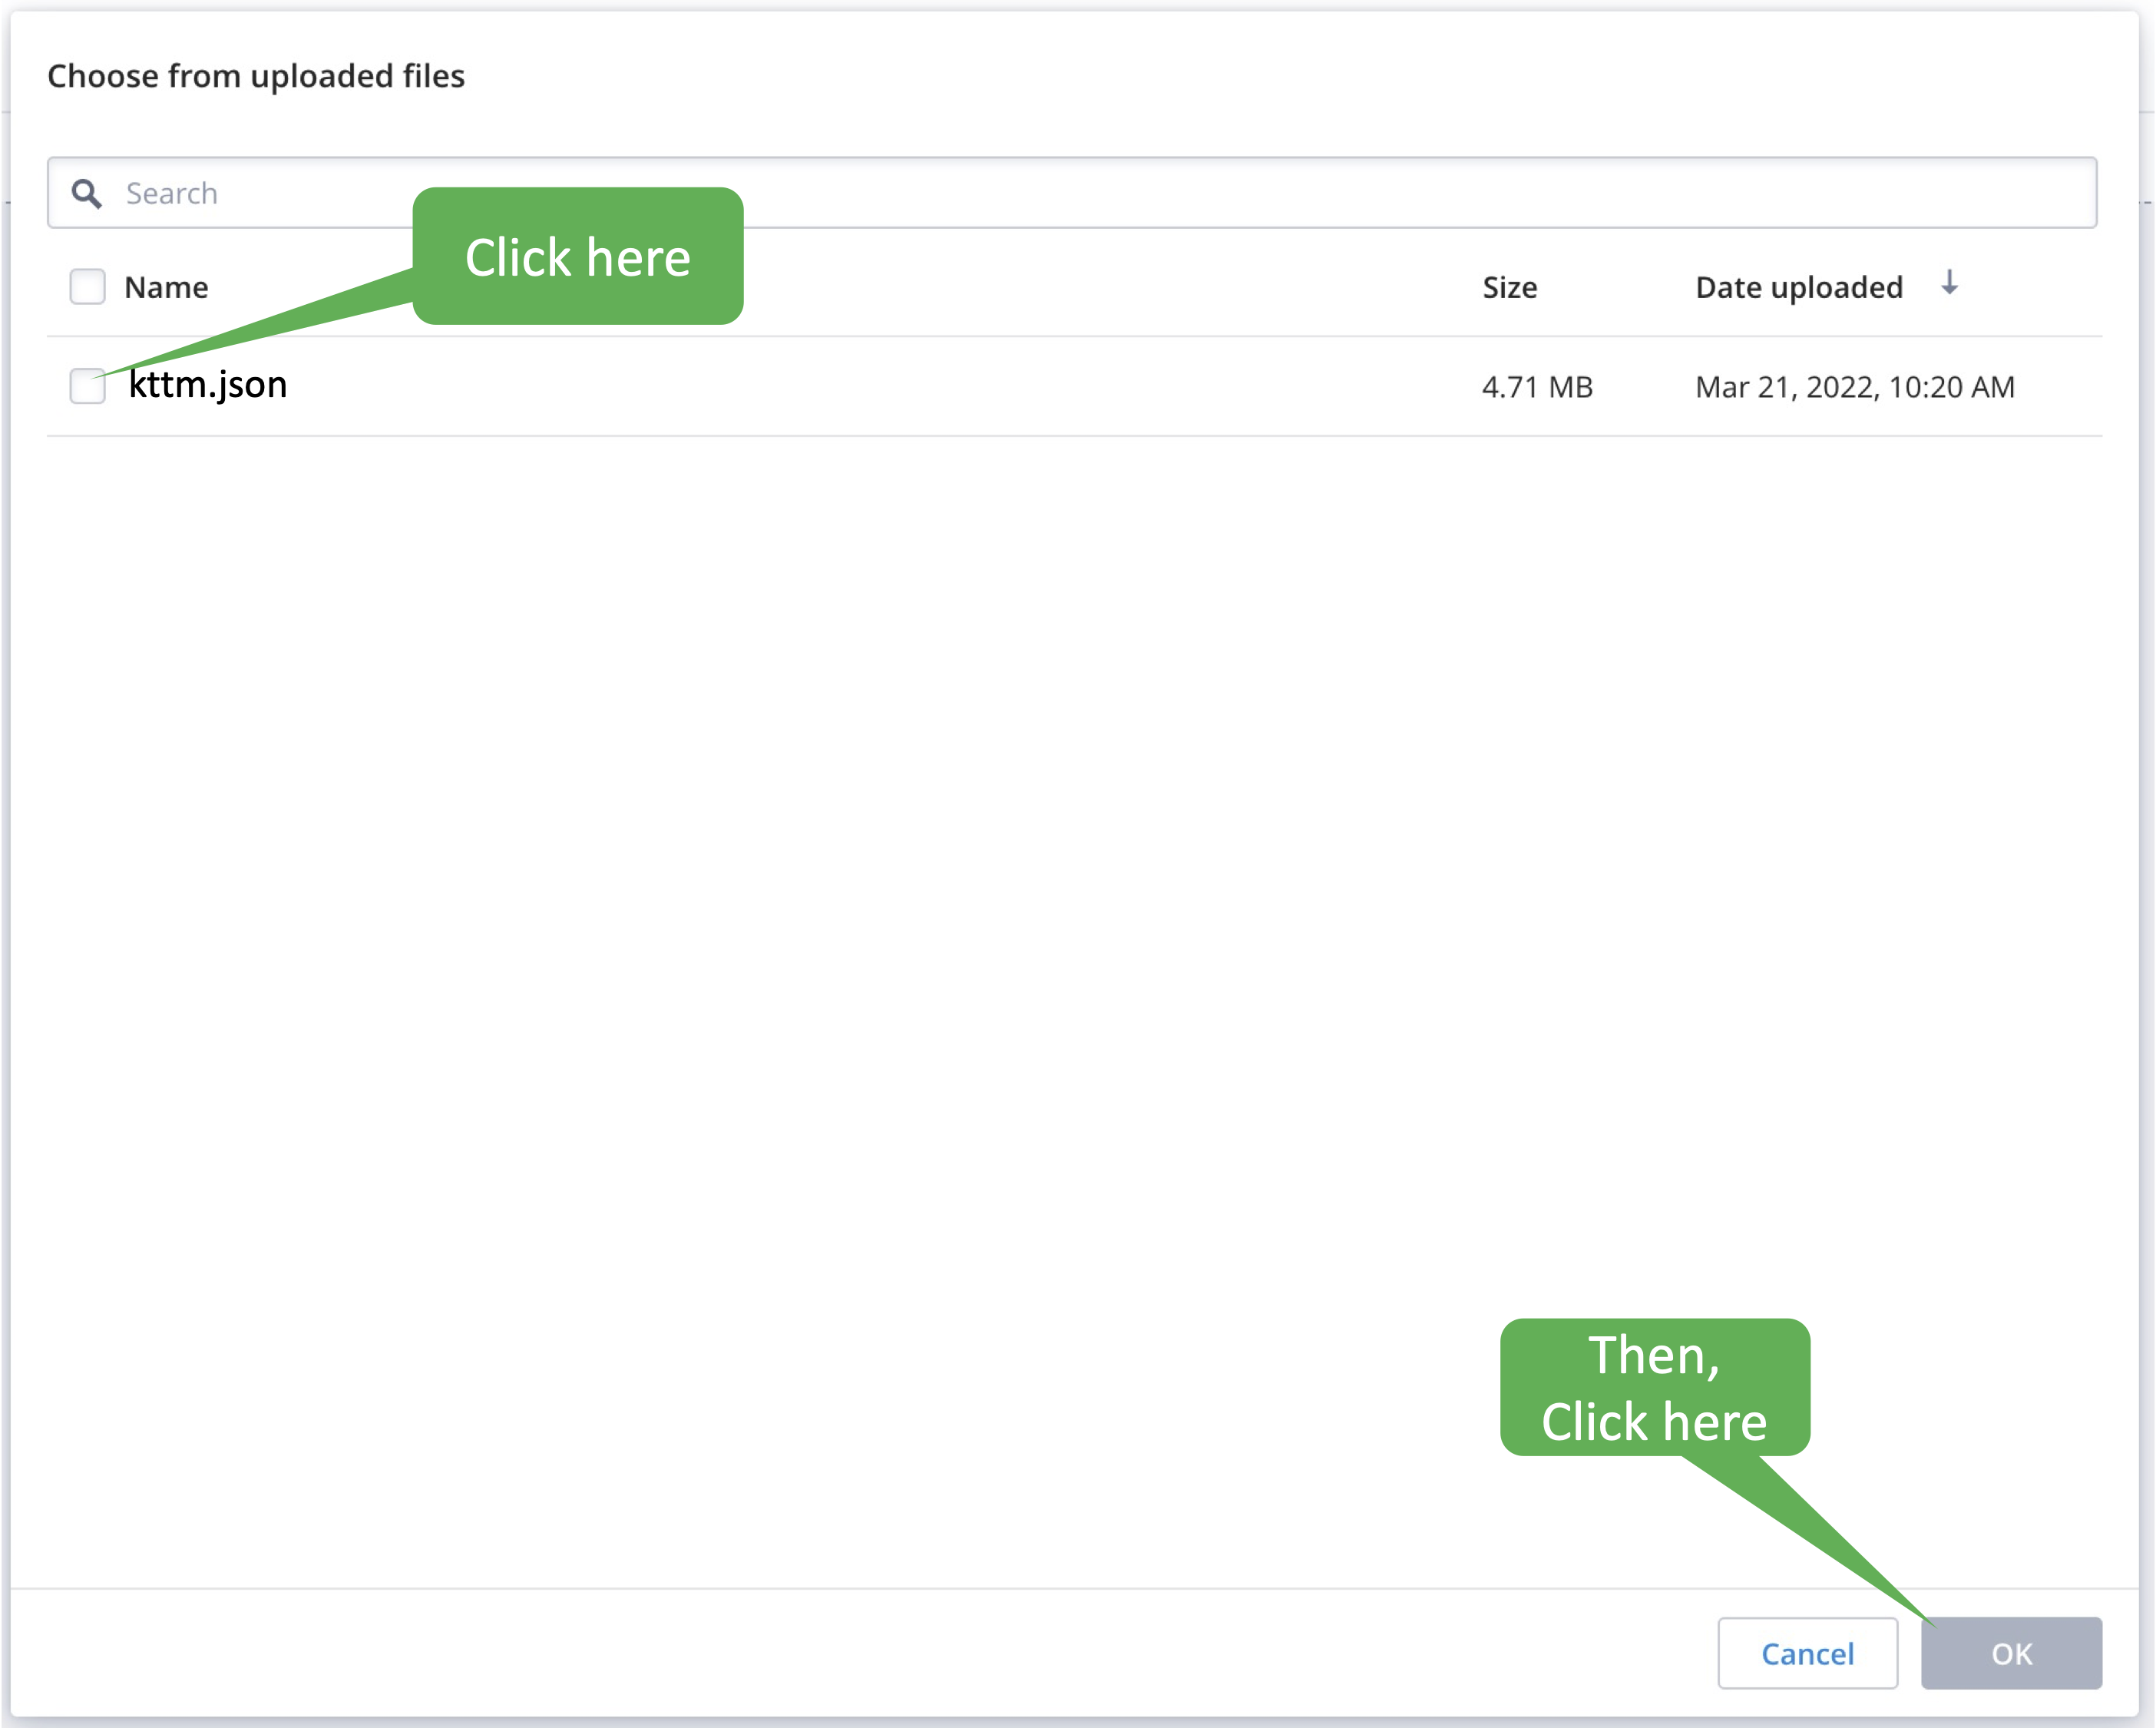 Choose from uploaded files
Search
Click here
Name Size Date uploaded
kttm.json 4.71 MB Mar 21, 2022, 10:20 AM
Then,
Click here
Cancel OK